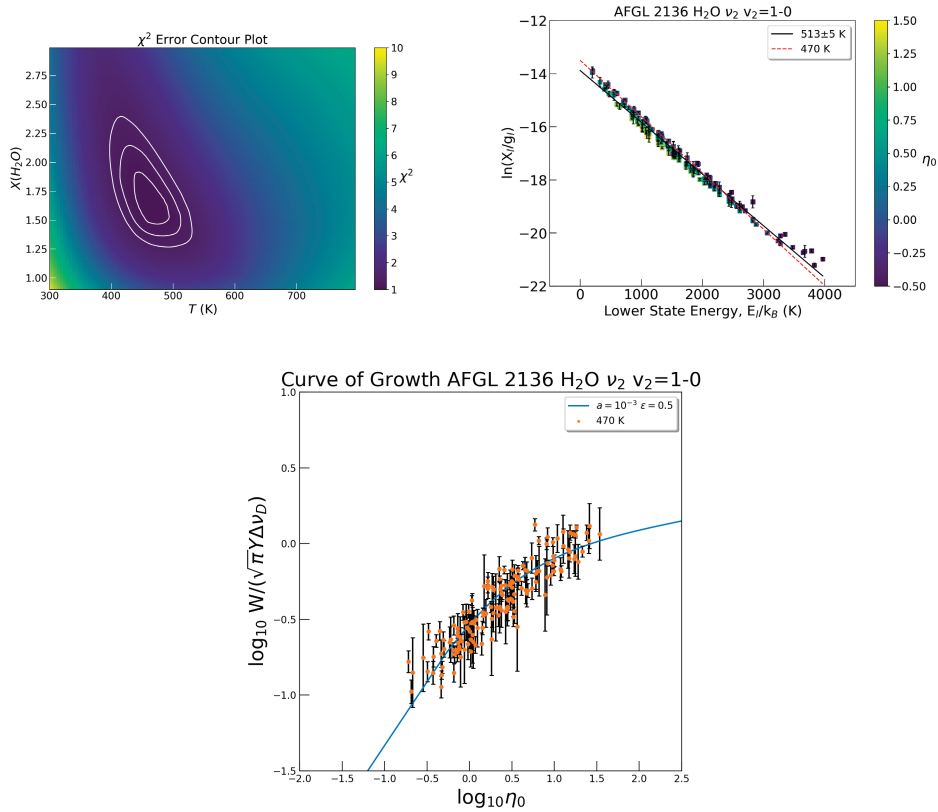 χ² Error Contour Plot
X(H₂O)
2.75
2.50
2.25
2.00
1.75
1.50
1.25
1.00
300 400 500 600 700
T (K)
10
9
8
7
6
5
4
3
2
1
χ²
AFGL 2136 H₂O ν₂ v₂=1-0
513±5 K
470 K
ln(Xₗ/gₗ)
−12
−14
−16
−18
−20
−22
0 1000 2000 3000 4000
Lower State Energy, Eₗ/k_B (K)
1.50
1.25
1.00
0.75
0.50
0.25
0.00
−0.25
−0.50
η₀
Curve of Growth AFGL 2136 H₂O ν₂ v₂=1-0
a = 10⁻³ ε = 0.5
470 K
log₁₀ W/(√πΥΔν_D)
1.0
0.5
0.0
−0.5
−1.0
−1.5
−2.0 −1.5 −1.0 −0.5 0.0 0.5 1.0 1.5 2.0 2.5
log₁₀η₀